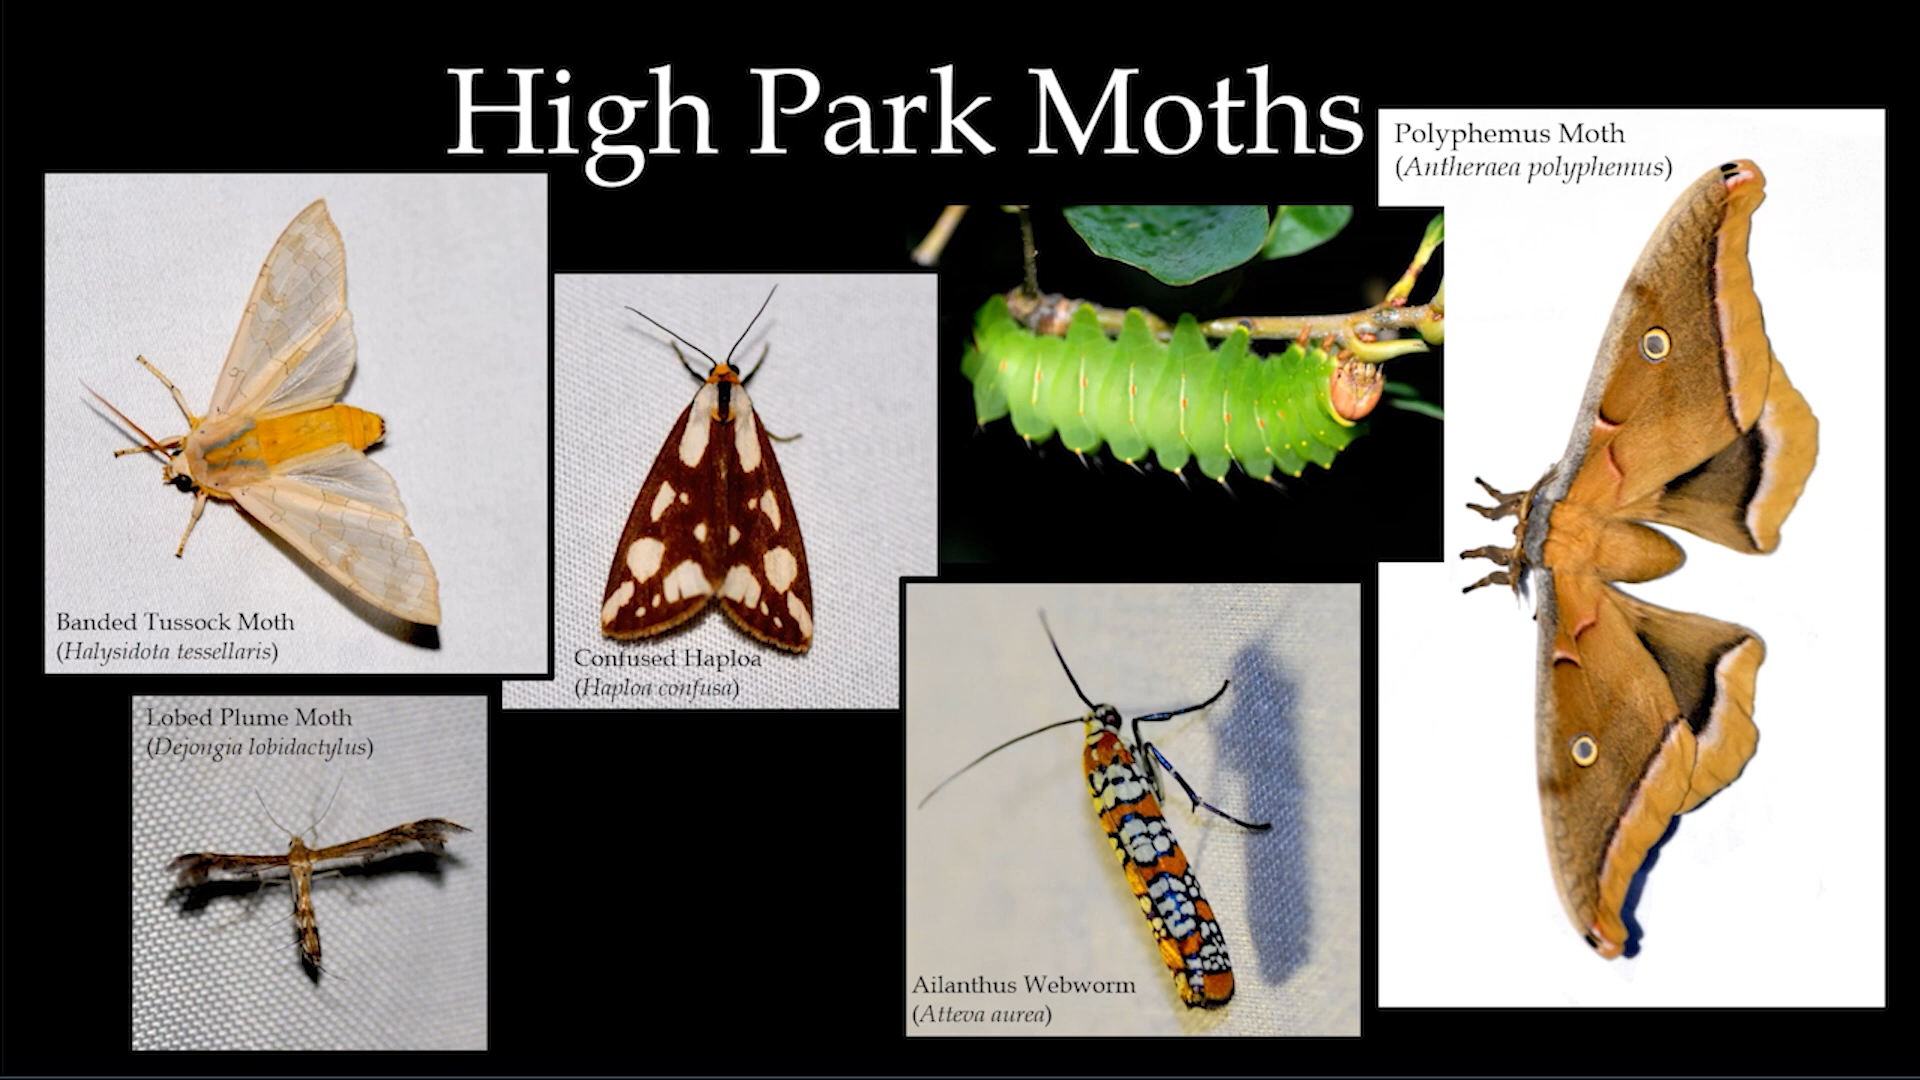 High Park Moths
Polyphemus Moth
(Antheraea polyphemus)
Banded Tussock Moth
(Halysidota tessellaris)
Confused Haploa
(Haploa confusa)
Lobed Plume Moth
(Dejongia lobidactylus)
Ailanthus Webworm
(Atteva aurea)